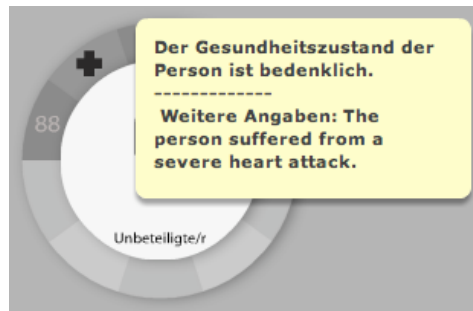 Der Gesundheitszustand der
Person ist bedenklich.
-------------
Weitere Angaben: The
person suffered from a
severe heart attack.
88
Unbeteiligte/r